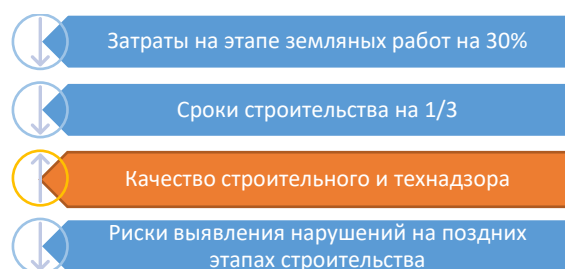 Затраты на этапе земляных работ на 30%
Сроки строительства на 1/3
Качество строительного и технадзора
Риски выявления нарушений на поздних
этапах строительства